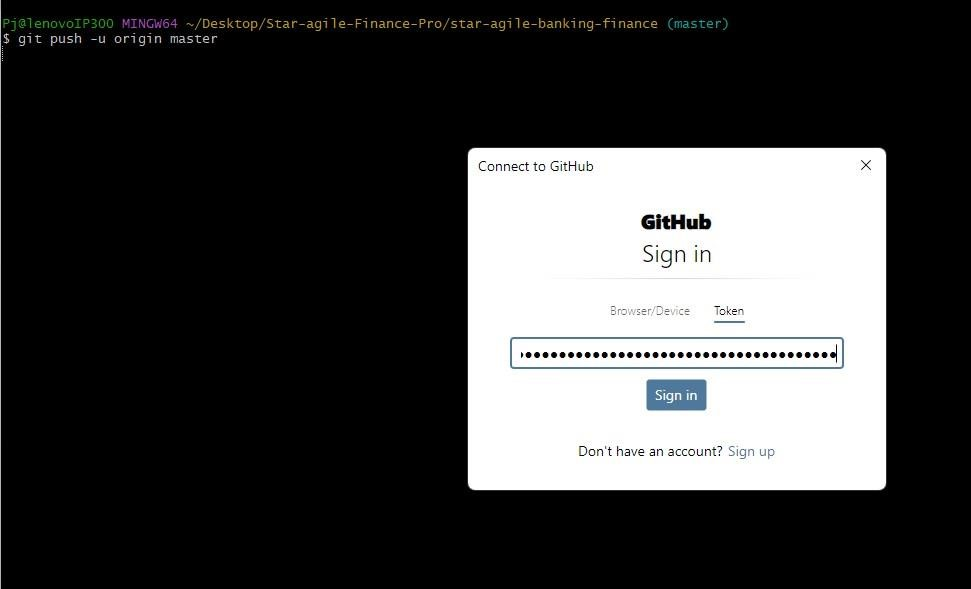 Pj@lenovoIP300 MINGW64 ~/Desktop/Star-agile-Finance-Pro/star-agile-banking-finance (master)
$ git push -u origin master
Connect to GitHub
GitHub
Sign in
Browser/Device Token
Sign in
Don't have an account? Sign up